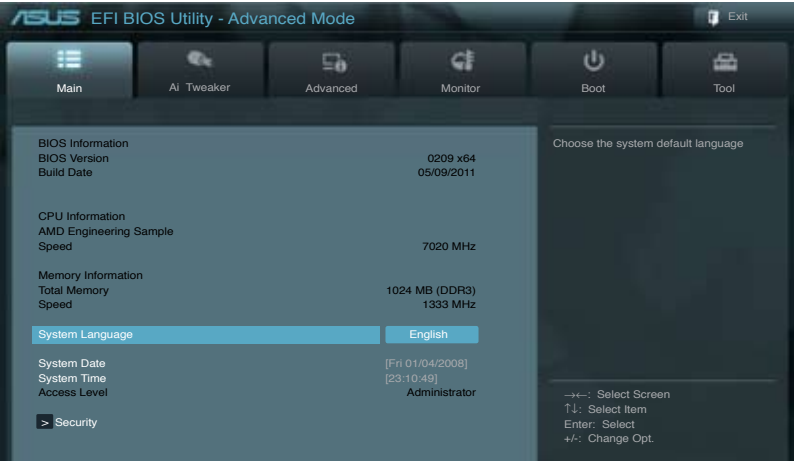 ASUS EFI BIOS Utility - Advanced Mode
Exit
Main
Ai Tweaker
Advanced
Monitor
Boot
Tool
BIOS Information
BIOS Version 0209 x64
Build Date 05/09/2011
CPU Information
AMD Engineering Sample
Speed 7020 MHz
Memory Information
Total Memory 1024 MB (DDR3)
Speed 1333 MHz
System Language English
System Date [Fri 01/04/2008]
System Time [23:10:49]
Access Level Administrator
> Security
Choose the system default language
→←: Select Screen
↑↓: Select Item
Enter: Select
+/-: Change Opt.